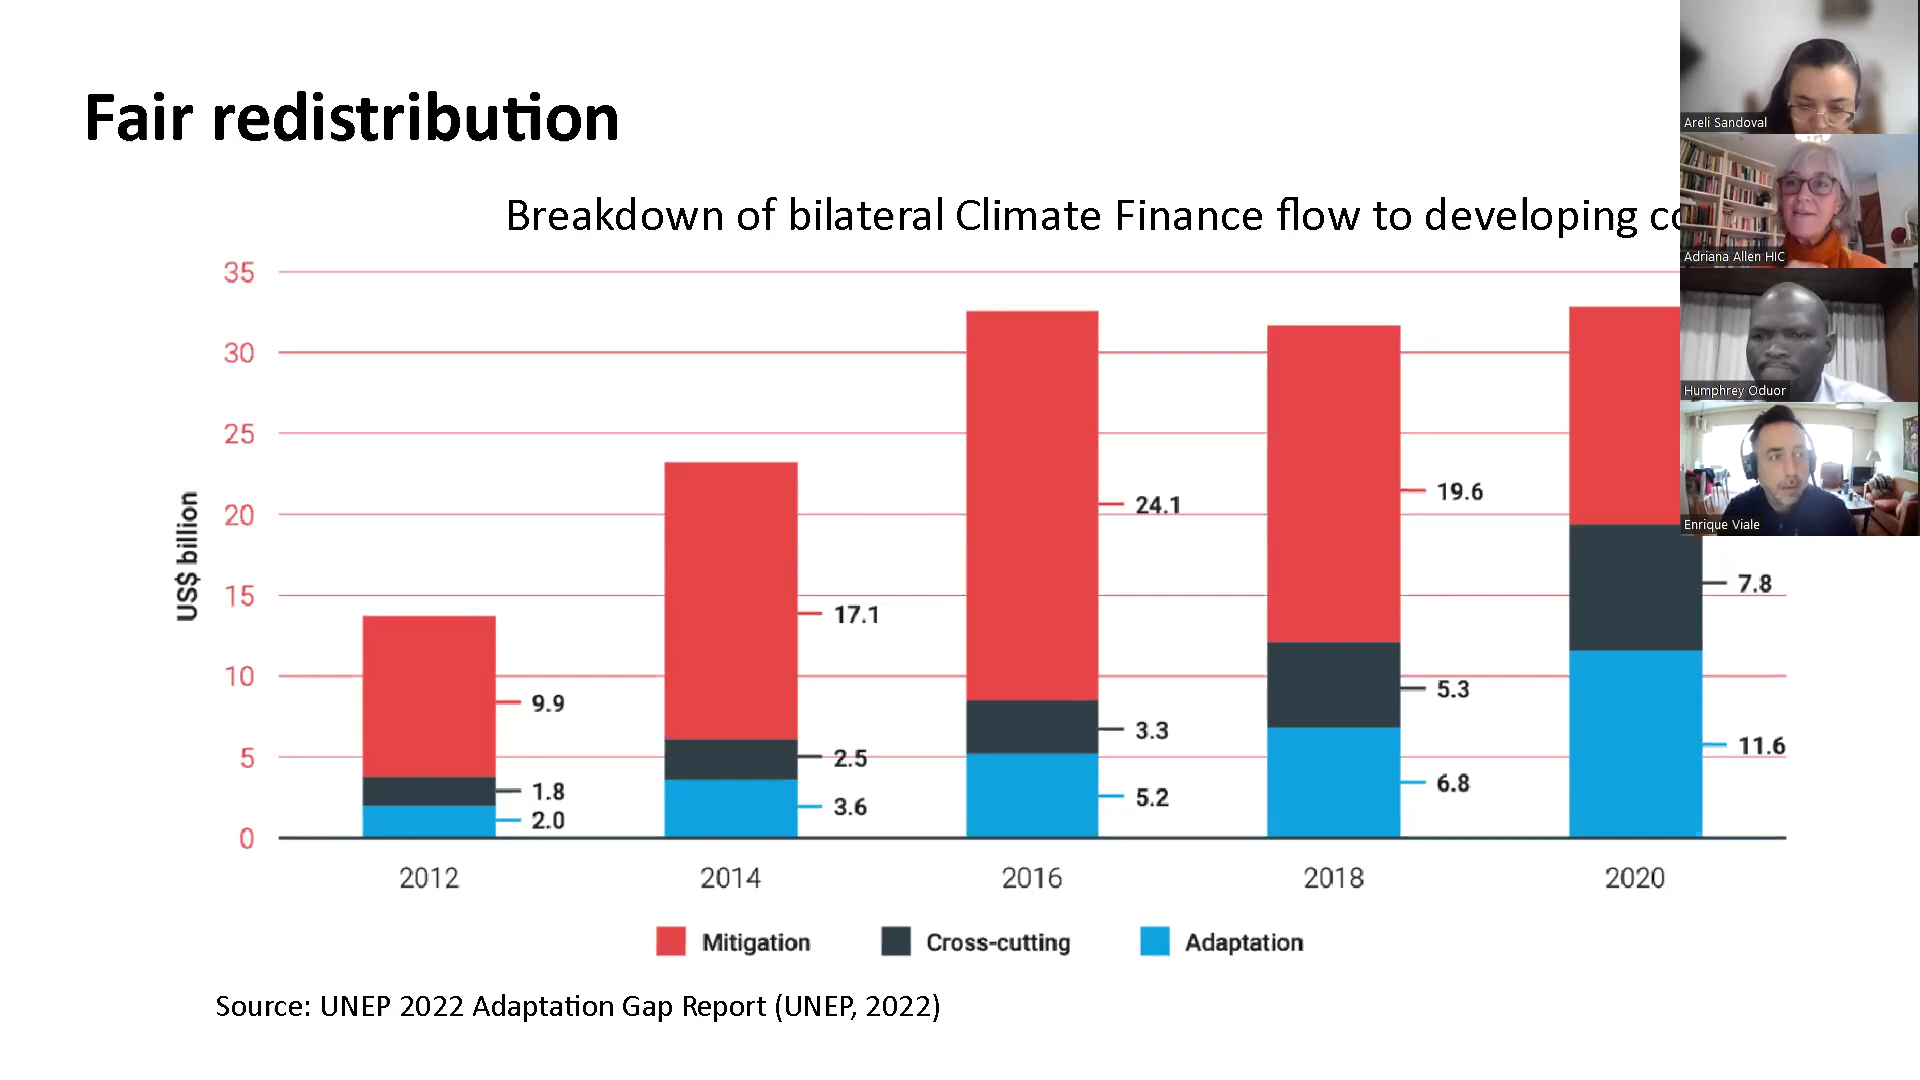 Fair redistribution
Breakdown of bilateral Climate Finance flow to developing
35
30
25
20
15
10
5
0
US$ billion
9.9
1.8
2.0
17.1
2.5
3.6
24.1
3.3
5.2
19.6
5.3
6.8
7.8
11.6
2012 2014 2016 2018 2020
Mitigation Cross-cutting Adaptation
Source: UNEP 2022 Adaptation Gap Report (UNEP, 2022)
Areli Sandoval
Adriana Allen HIC
Humphrey Oduor
Enrique Viale